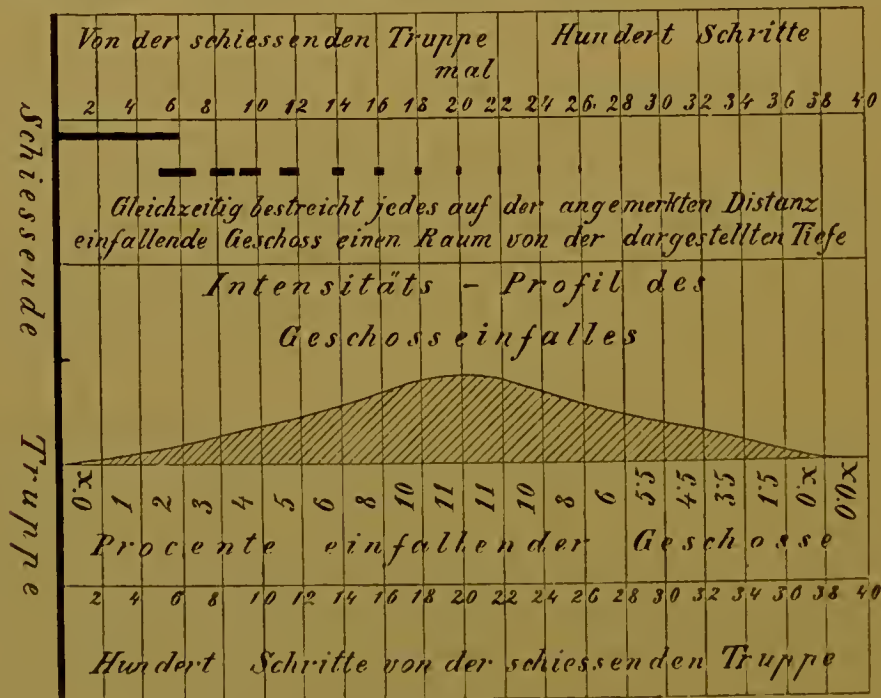 Von der schiessenden Truppe Hundert Schritte
mal
2 4 6 8 10 12 14 16 18 20 22 24 26. 28 30 32 34 36 38 40
Gleichzeitig bestreicht jedes auf der angemerkten Distanz
einfallende Geschoss einen Raum von der dargestellten Tiefe
Intensitäts - Profil des
Geschosseinfalles
0.x 1 2 3 4 5 6 8 10 11 11 10 8 6 5.5 4.5 3.5 1.5 0.x 0.0x
Procente einfallender Geschosse
2 4 6 8 10 12 14 16 18 20 22 24 26 28 30 32 34 36 38 40
Hundert Schritte von der schiessenden Truppe
Schiessende Truppe